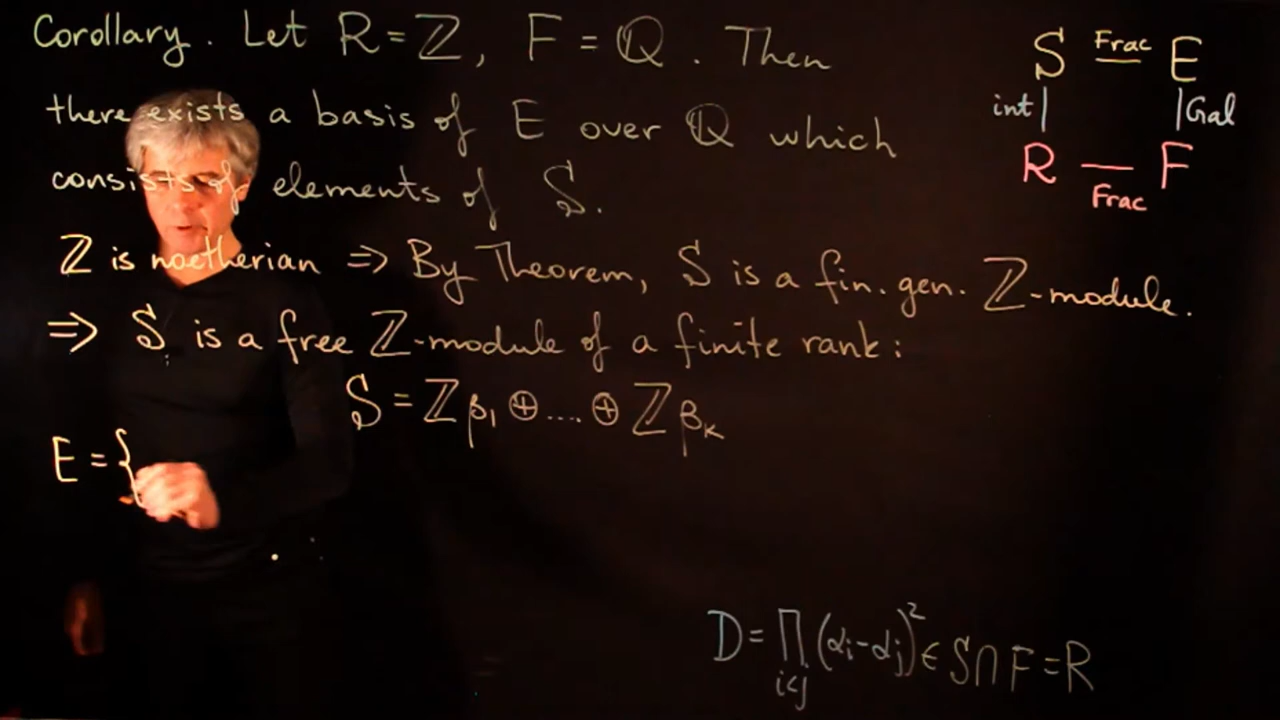 Corollary. Let R = ℤ, F = ℚ. Then
there exists a basis of E over ℚ which
consists of elements of S.
ℤ is noetherian ⇒ By Theorem, S is a fin. gen. ℤ-module.
⇒ S is a free ℤ-module of a finite rank:
S = ℤβ₁ ⊕ .... ⊕ ℤβₖ
E = {
S Frac E
int | | Gal
R — F
Frac
D = ∏ (αᵢ - αⱼ)² ∈ S ∩ F = R
i<j